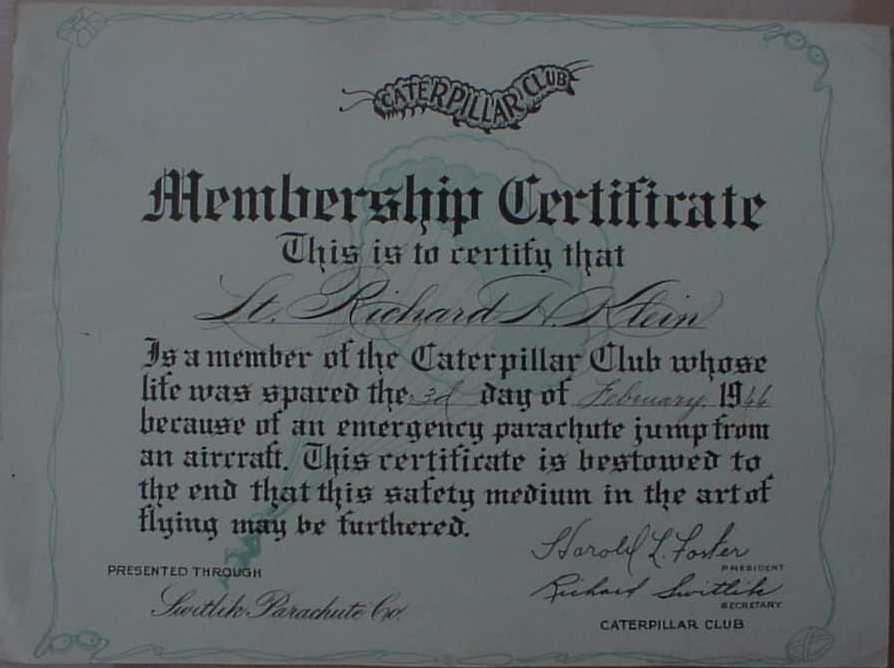 CATERPILLAR CLUB
Membership Certificate
This is to certify that
Lt. Richard H. Klein
Is a member of the Caterpillar Club whose
life was spared the 3d day of February 1966
because of an emergency parachute jump from
an aircraft. This certificate is bestowed to
the end that this safety medium in the art of
flying may be furthered.
Harold L. Foster
PRESIDENT
PRESENTED THROUGH
Richard Switlik
SECRETARY
Switlik Parachute Co.
CATERPILLAR CLUB